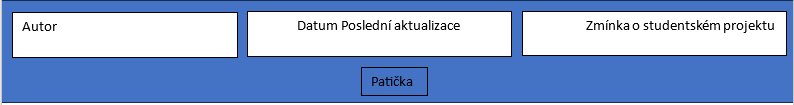 Autor
Datum Poslední aktualizace
Zmínka o studentském projektu
Patička